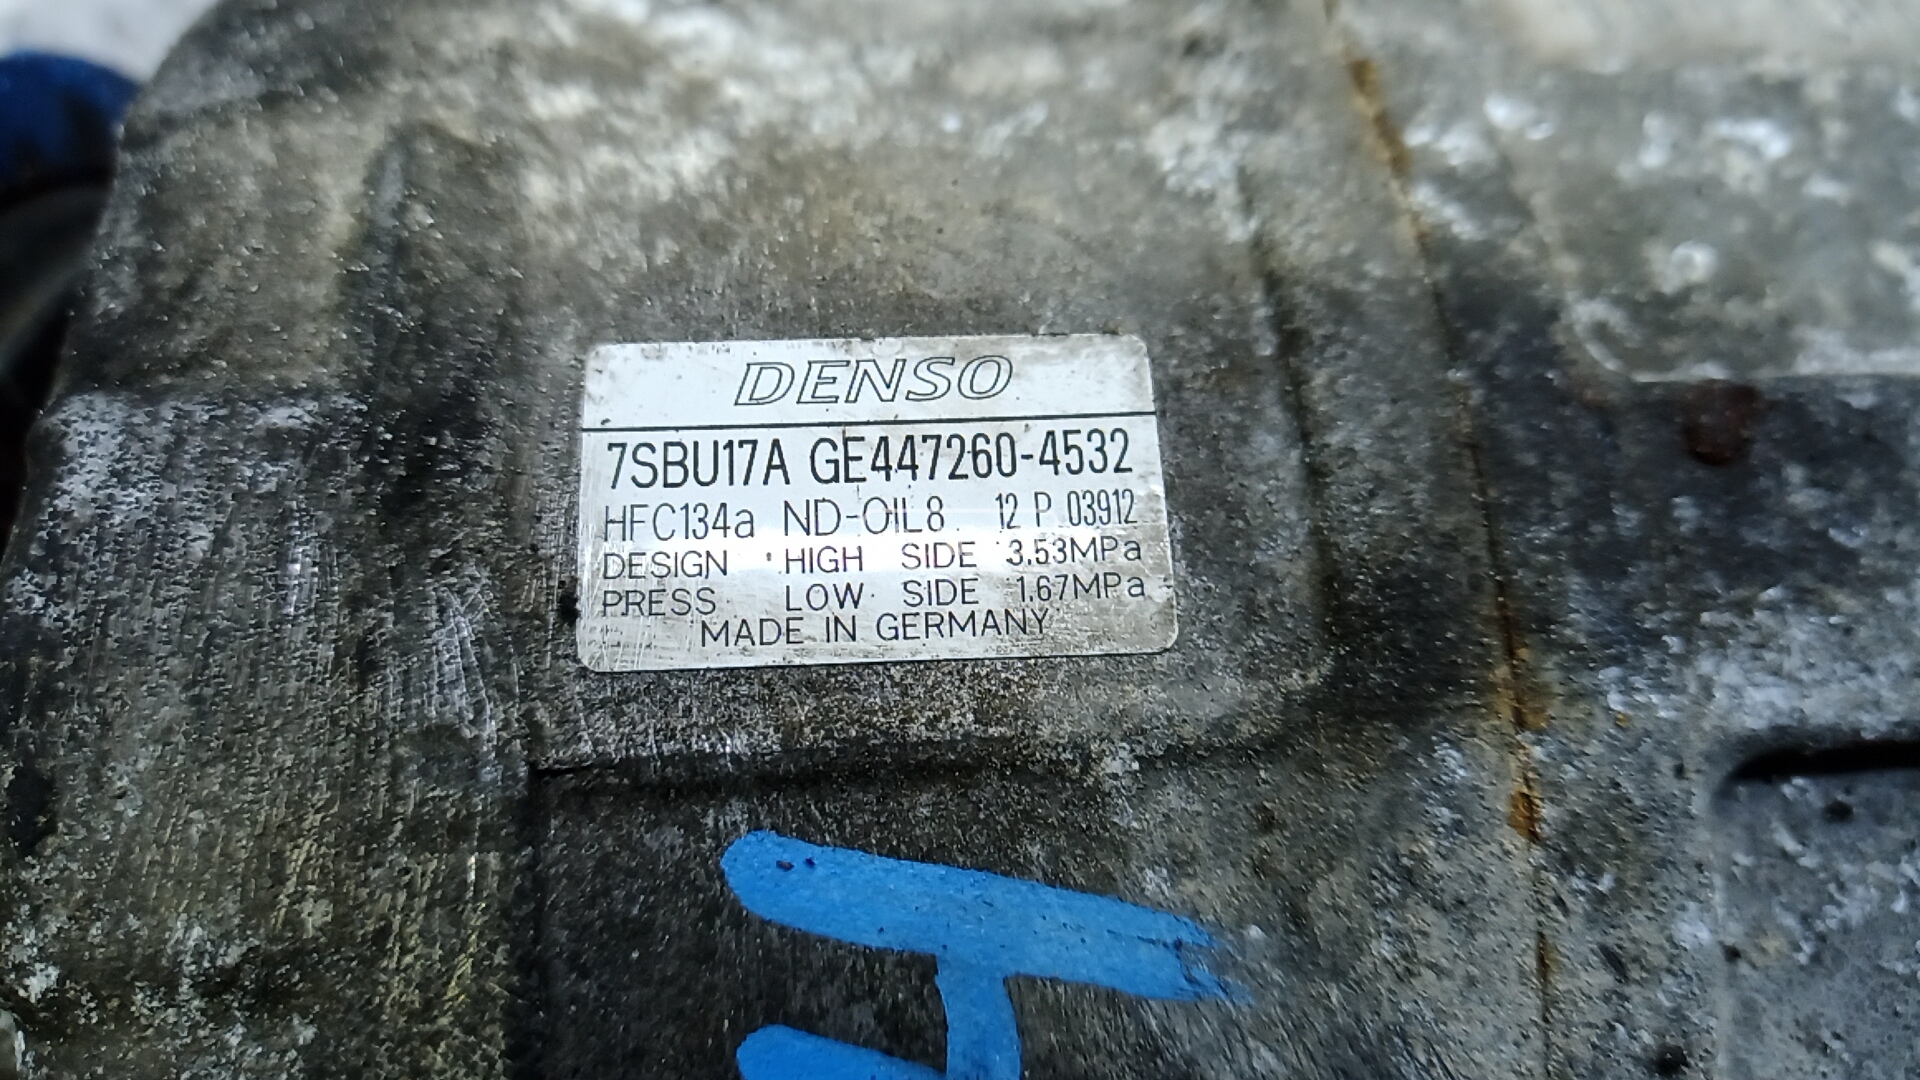 DENSO
7SBU17A GE447260-4532
HFC134a ND-OIL8 12 P 03912
DESIGN HIGH SIDE 3.53MPa
PRESS LOW SIDE 1.67MPa
MADE IN GERMANY